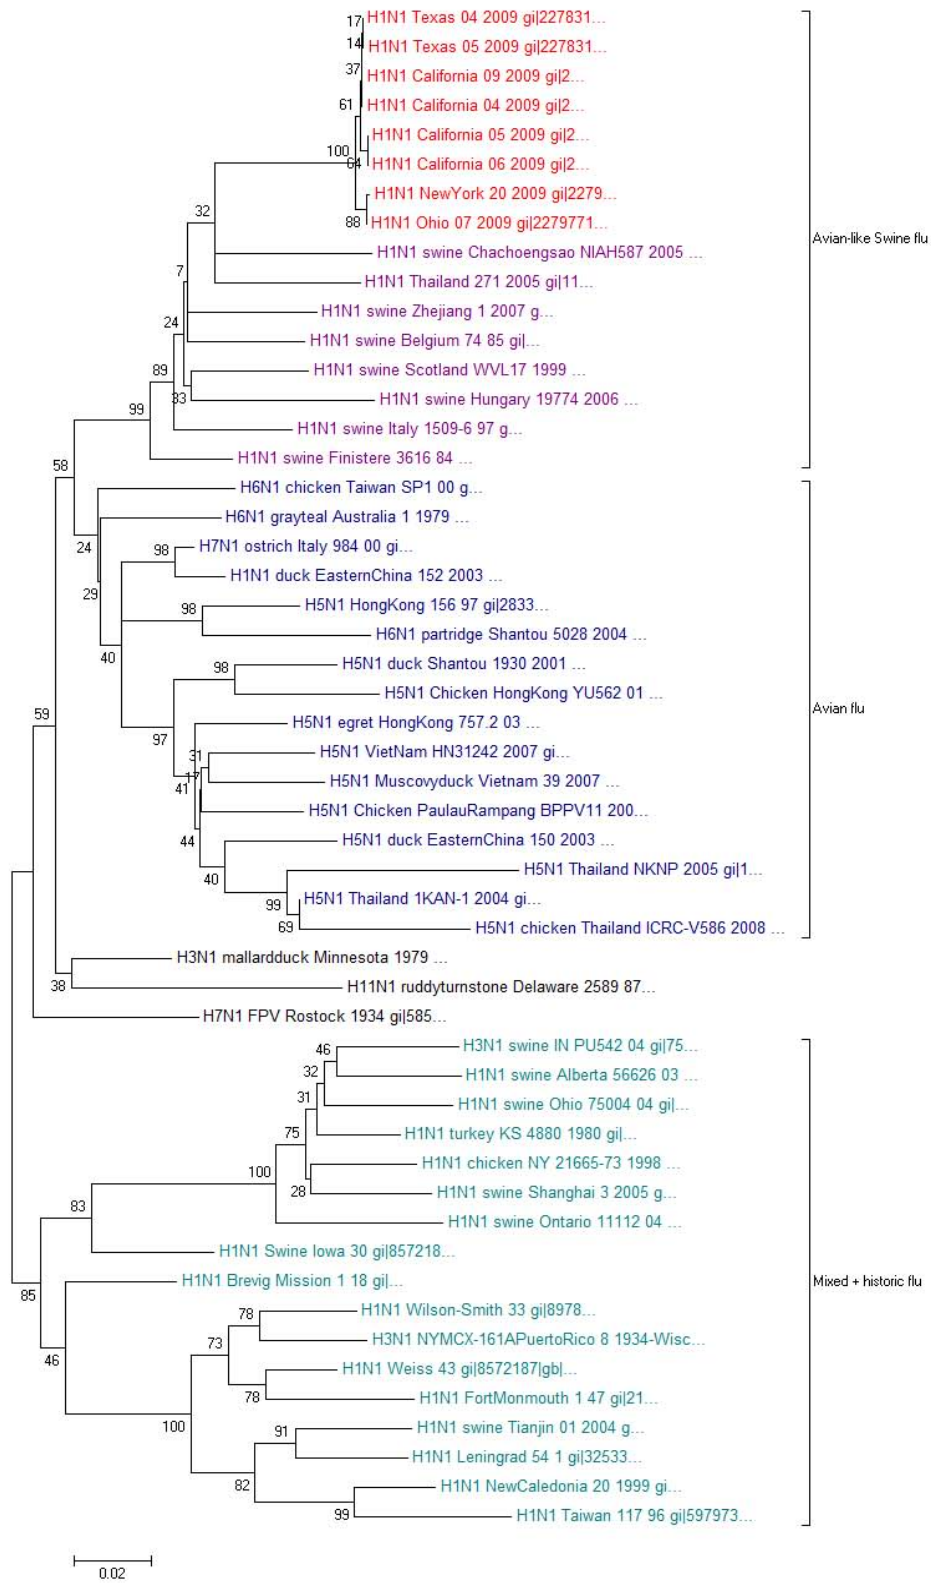 17
H1N1 Texas 04 2009 gi|227831...
14
H1N1 Texas 05 2009 gi|227831...
37
H1N1 California 09 2009 gi|2...
61
H1N1 California 04 2009 gi|2...
H1N1 California 05 2009 gi|2...
100
64
H1N1 California 06 2009 gi|2...
H1N1 NewYork 20 2009 gi|2279...
88
H1N1 Ohio 07 2009 gi|2279771...
32
Avian-like Swine flu
H1N1 swine Chachoengsao NIAH587 2005 ...
7
H1N1 Thailand 271 2005 gi|11...
H1N1 swine Zhejiang 1 2007 g...
24
H1N1 swine Belgium 74 85 gi|...
89
H1N1 swine Scotland WVL17 1999 ...
33
H1N1 swine Hungary 19774 2006 ...
99
H1N1 swine Italy 1509-6 97 g...
58
H1N1 swine Finistere 3616 84 ...
H6N1 chicken Taiwan SP1 00 g...
H6N1 grayteal Australia 1 1979 ...
24
98
H7N1 ostrich Italy 984 00 gi...
H1N1 duck EasternChina 152 2003 ...
29
98
H5N1 HongKong 156 97 gi|2833...
H6N1 partridge Shantou 5028 2004 ...
40
98
H5N1 duck Shantou 1930 2001 ...
H5N1 Chicken HongKong YU562 01 ...
59
Avian flu
H5N1 egret HongKong 757.2 03 ...
97
31
H5N1 VietNam HN31242 2007 gi...
17
41
H5N1 Muscovyduck Vietnam 39 2007 ...
H5N1 Chicken PaulauRampang BPPV11 200...
44
H5N1 duck EasternChina 150 2003 ...
H5N1 Thailand NKNP 2005 gi|1...
40
H5N1 Thailand 1KAN-1 2004 gi...
99
H5N1 chicken Thailand ICRC-V586 2008 ...
69
H3N1 mallardduck Minnesota 1979 ...
38
H11N1 ruddyturnstone Delaware 2589 87...
H7N1 FPV Rostock 1934 gi|585...
46
H3N1 swine IN PU542 04 gi|75...
32
H1N1 swine Alberta 56626 03 ...
31
H1N1 swine Ohio 75004 04 gi|...
75
H1N1 turkey KS 4880 1980 gi|...
H1N1 chicken NY 21665-73 1998 ...
100
28
H1N1 swine Shanghai 3 2005 g...
83
H1N1 swine Ontario 11112 04 ...
H1N1 Swine Iowa 30 gi|857218...
85
H1N1 Brevig Mission 1 18 gi|...
Mixed + historic flu
78
H1N1 Wilson-Smith 33 gi|8978...
73
H3N1 NYMCX-161APuertoRico 8 1934-Wisc...
46
H1N1 Weiss 43 gi|8572187|gb|...
78
H1N1 FortMonmouth 1 47 gi|21...
100
91
H1N1 swine Tianjin 01 2004 g...
H1N1 Leningrad 54 1 gi|32533...
82
H1N1 NewCaledonia 20 1999 gi...
99
H1N1 Taiwan 117 96 gi|597973...
0.02